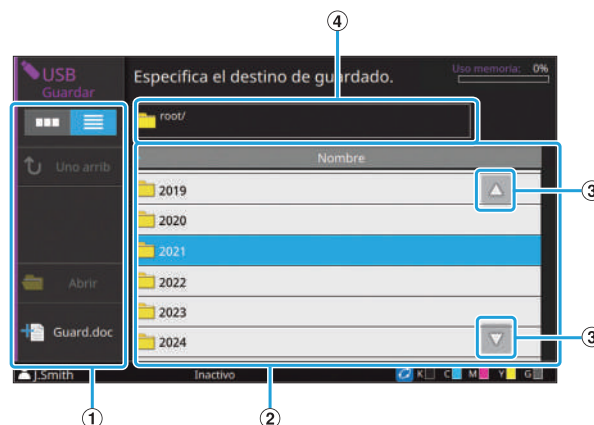 ④
USB
Guardar
Especifica el destino de guardado.
Uso memoria: 0%
root/
Uno arrib
Nombre
2019
③
2020
2021
Abrir
2022
2023
Guard.doc
2024
③
J.Smith
Inactivo
K C M Y G
①
②